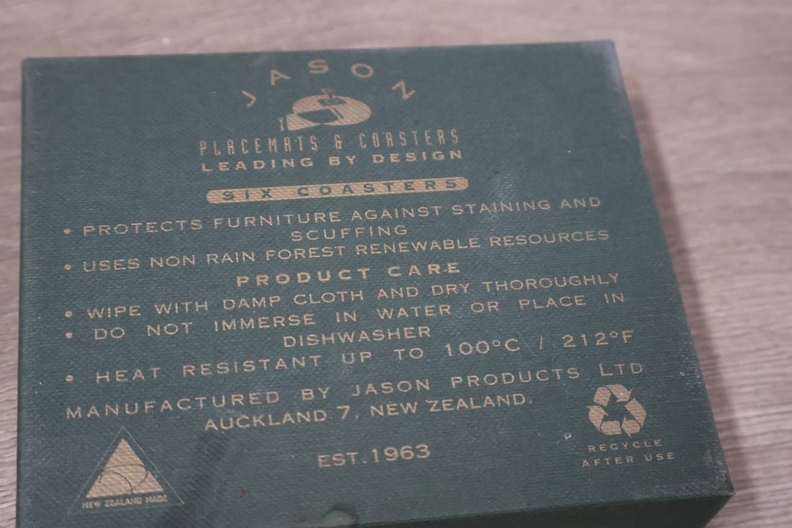 JASON
PLACEMATS & COASTERS
LEADING BY DESIGN
SIX COASTERS
• PROTECTS FURNITURE AGAINST STAINING AND
SCUFFING
• USES NON RAIN FOREST RENEWABLE RESOURCES
PRODUCT CARE
• WIPE WITH DAMP CLOTH AND DRY THOROUGHLY
• DO NOT IMMERSE IN WATER OR PLACE IN
DISHWASHER
• HEAT RESISTANT UP TO 100°C / 212°F
MANUFACTURED BY JASON PRODUCTS LTD
AUCKLAND 7, NEW ZEALAND.
EST.1963
P
RECYCLE
AFTER USE
NEW ZEALAND MADE